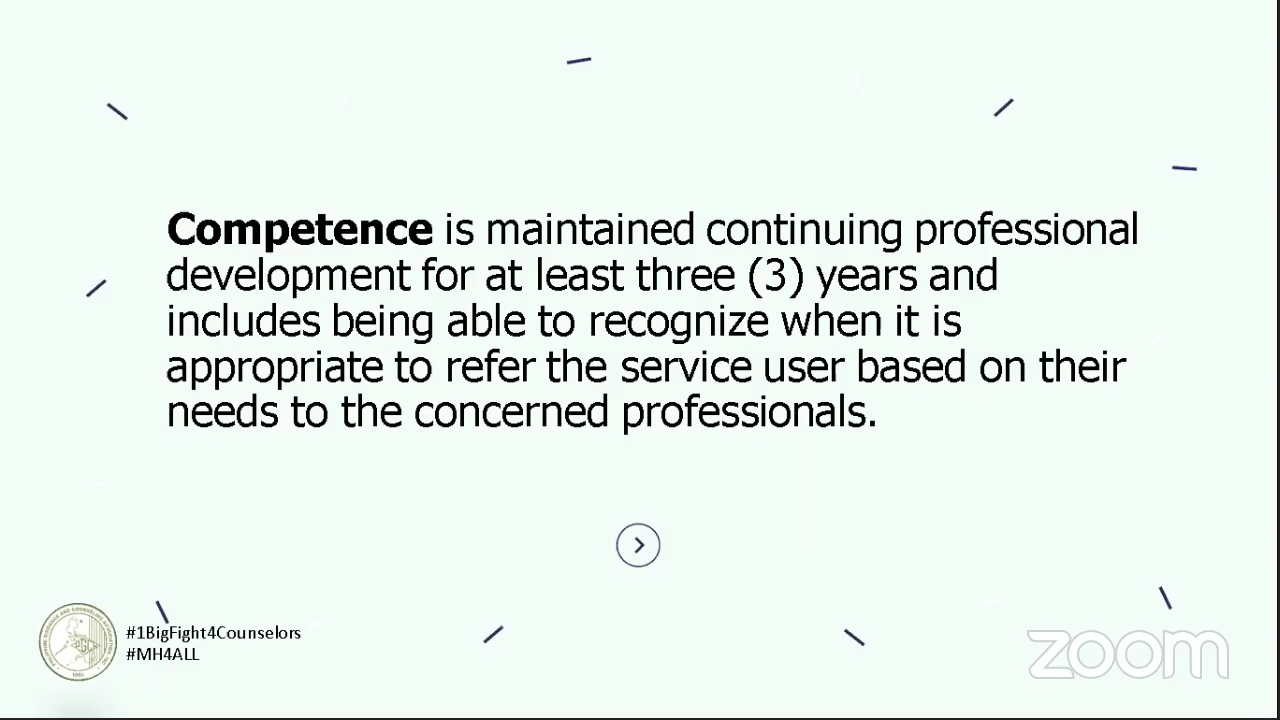 Competence is maintained continuing professional
development for at least three (3) years and
includes being able to recognize when it is
appropriate to refer the service user based on their
needs to the concerned professionals.
#1BigFight4Counselors
#MH4ALL
zoom